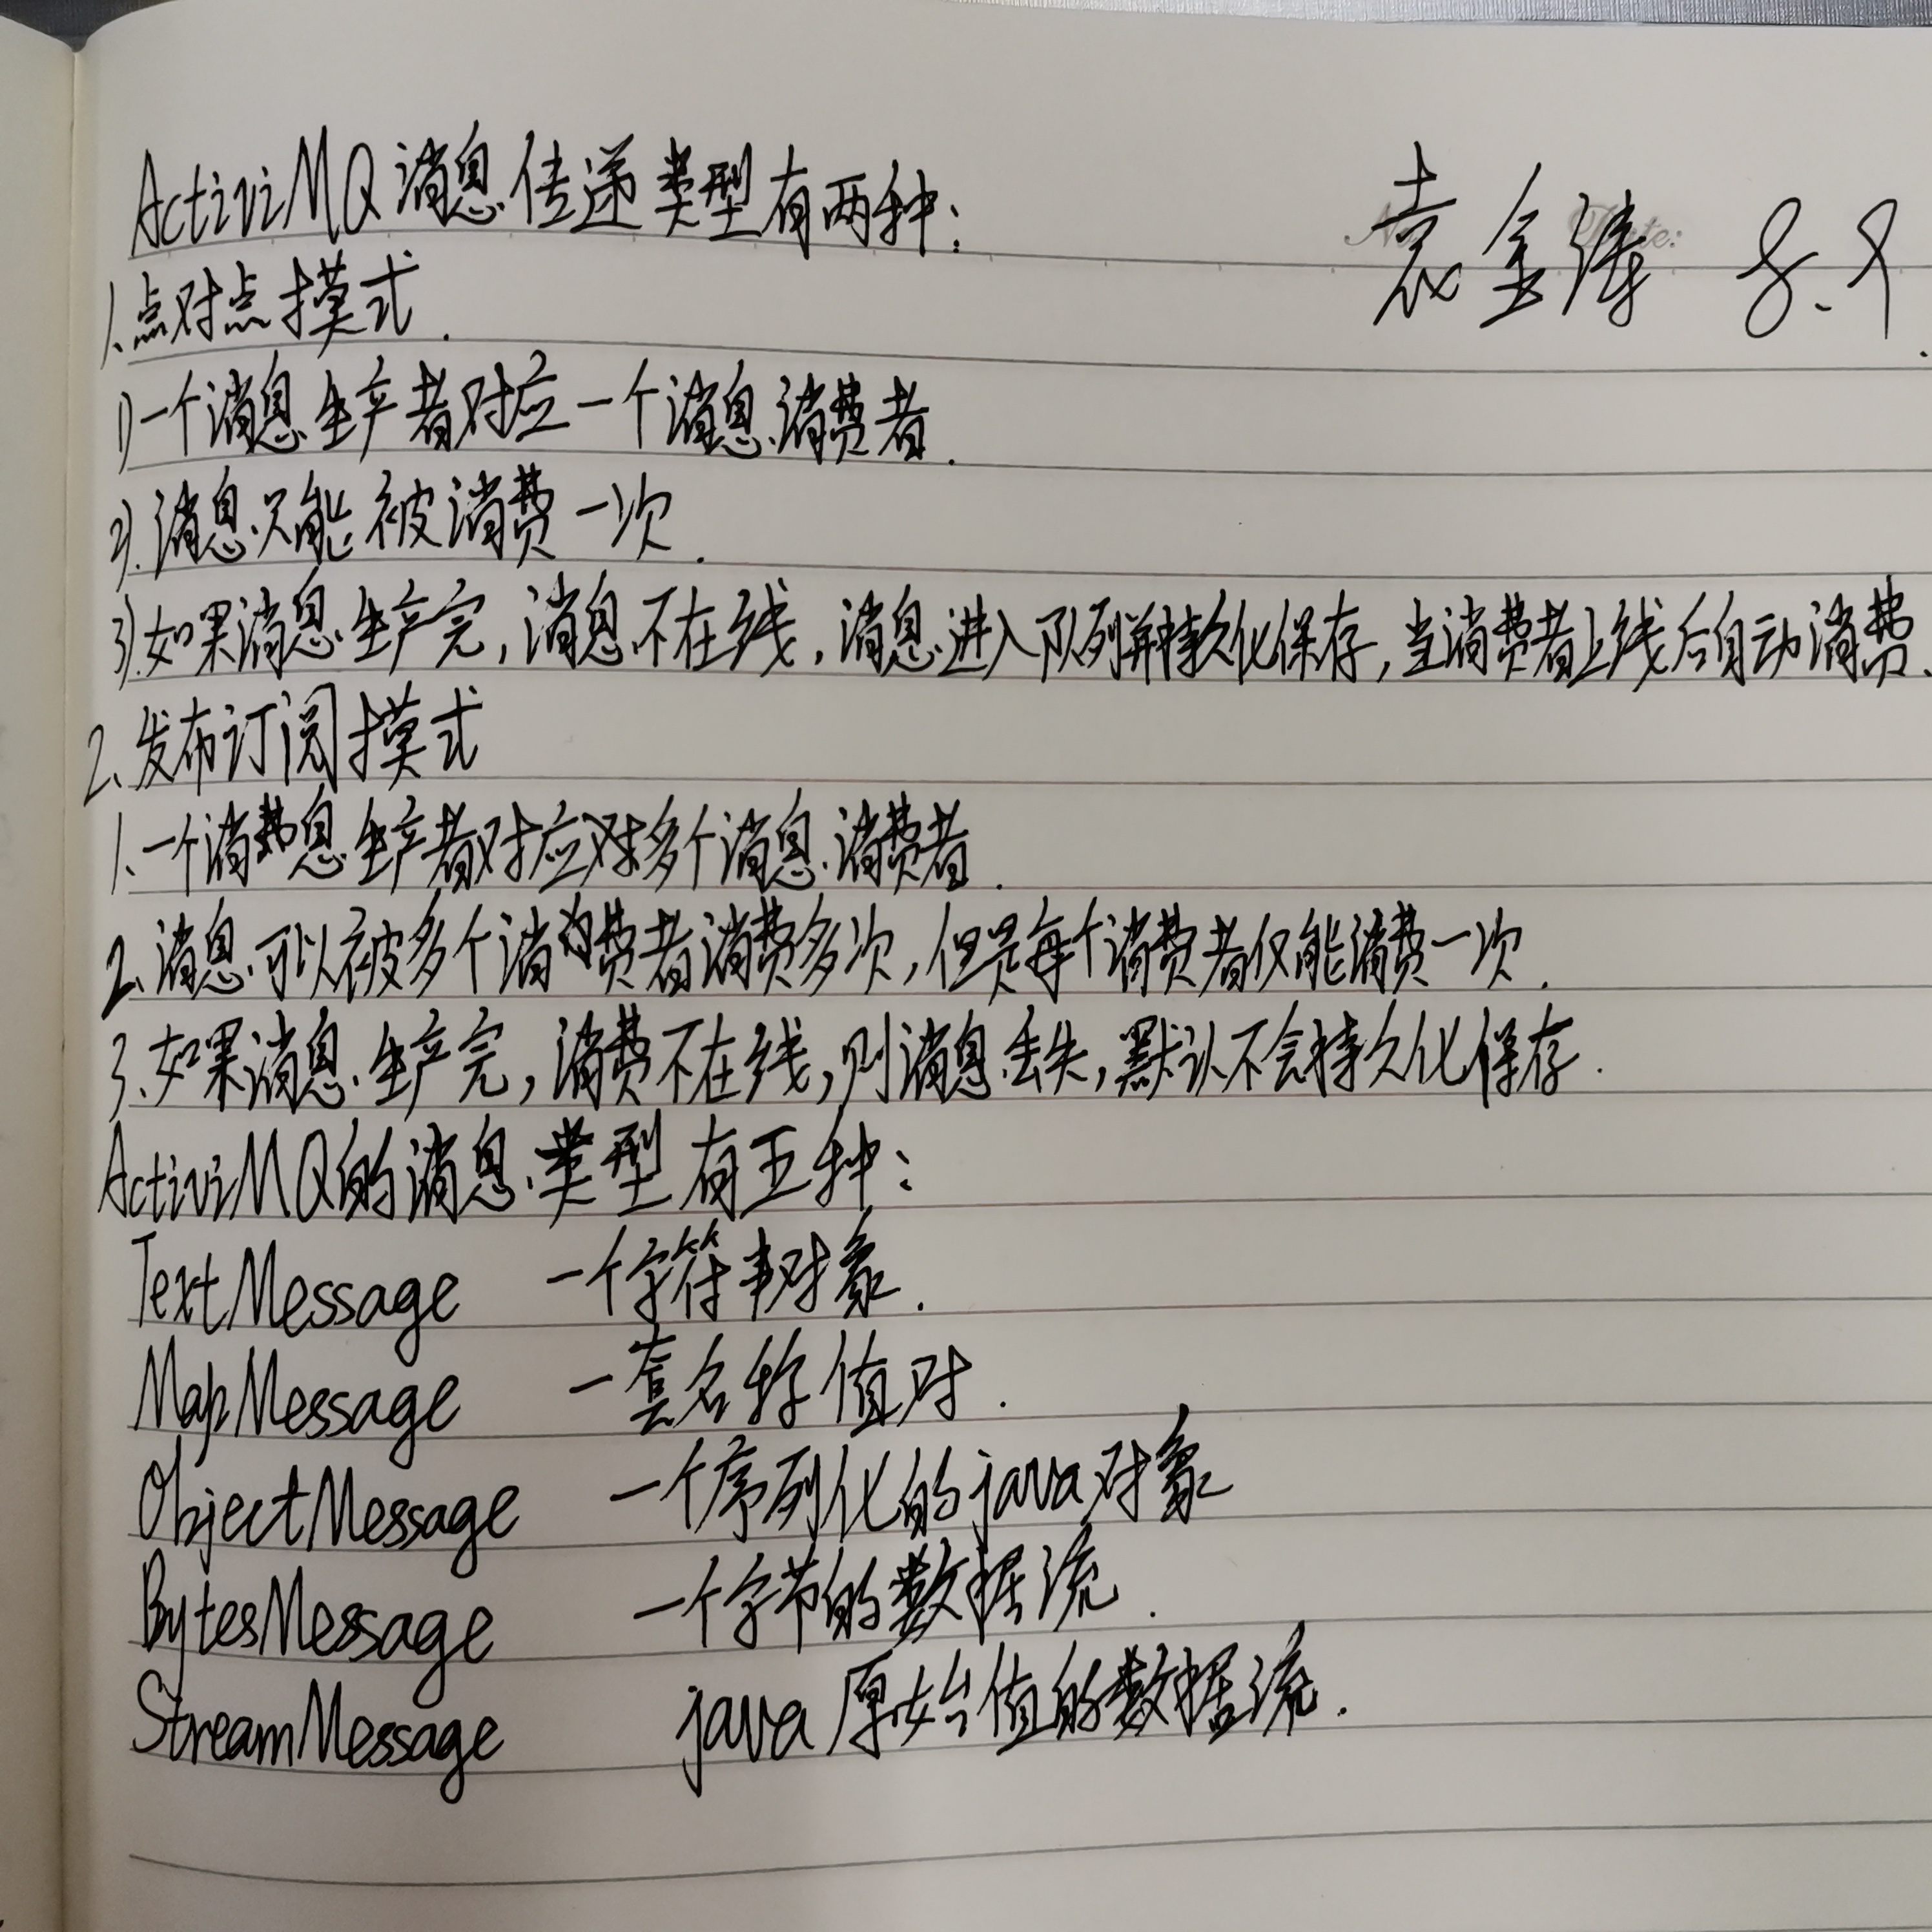 ActiviMQ消息传递类型有两种:
袁金涛 8.9
1.点对点模式.
1)一个消息生产者对应一个消息消费者.
2).消息只能被消费一次.
3).如果消息生产完,消息不在线,消息进入队列并持久化保存,当消费者上线后自动消费.
2.发布订阅模式
1.一个消息生产者对应多个消息消费者.
2.消息可以被多个消费者消费多次,但是每个消费者仅能消费一次.
3.如果消息生产完,消费不在线,则消息丢失,默认不会持久化保存.
ActiviMQ的消息类型有五种:
TextMessage 一个字符串对象.
MapMessage 一套名称值对.
ObjectMessage 一个序列化的java对象
BytesMessage 一个字节的数据流.
StreamMessage java原始值的数据流.